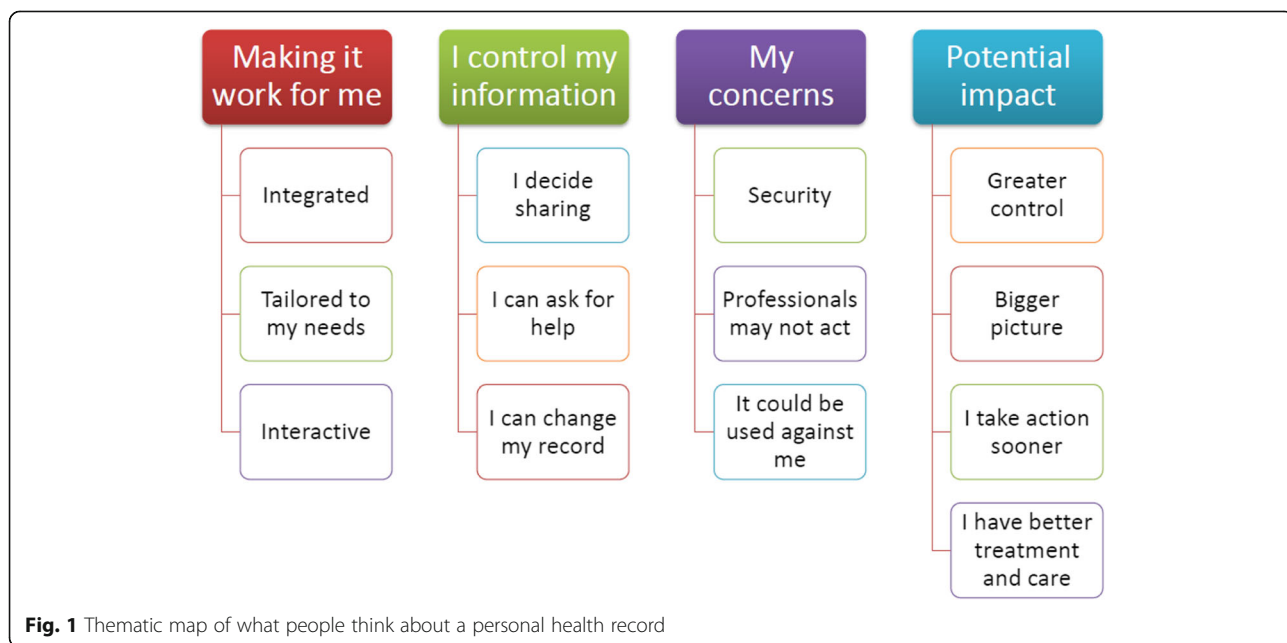 Making it
work for me
Integrated
Tailored to
my needs
Interactive
I control my
information
I decide
sharing
I can ask for
help
I can change
my record
My
concerns
Security
Professionals
may not act
It could be
used against
me
Potential
impact
Greater
control
Bigger
picture
I take action
sooner
I have better
treatment
and care
Fig. 1 Thematic map of what people think about a personal health record